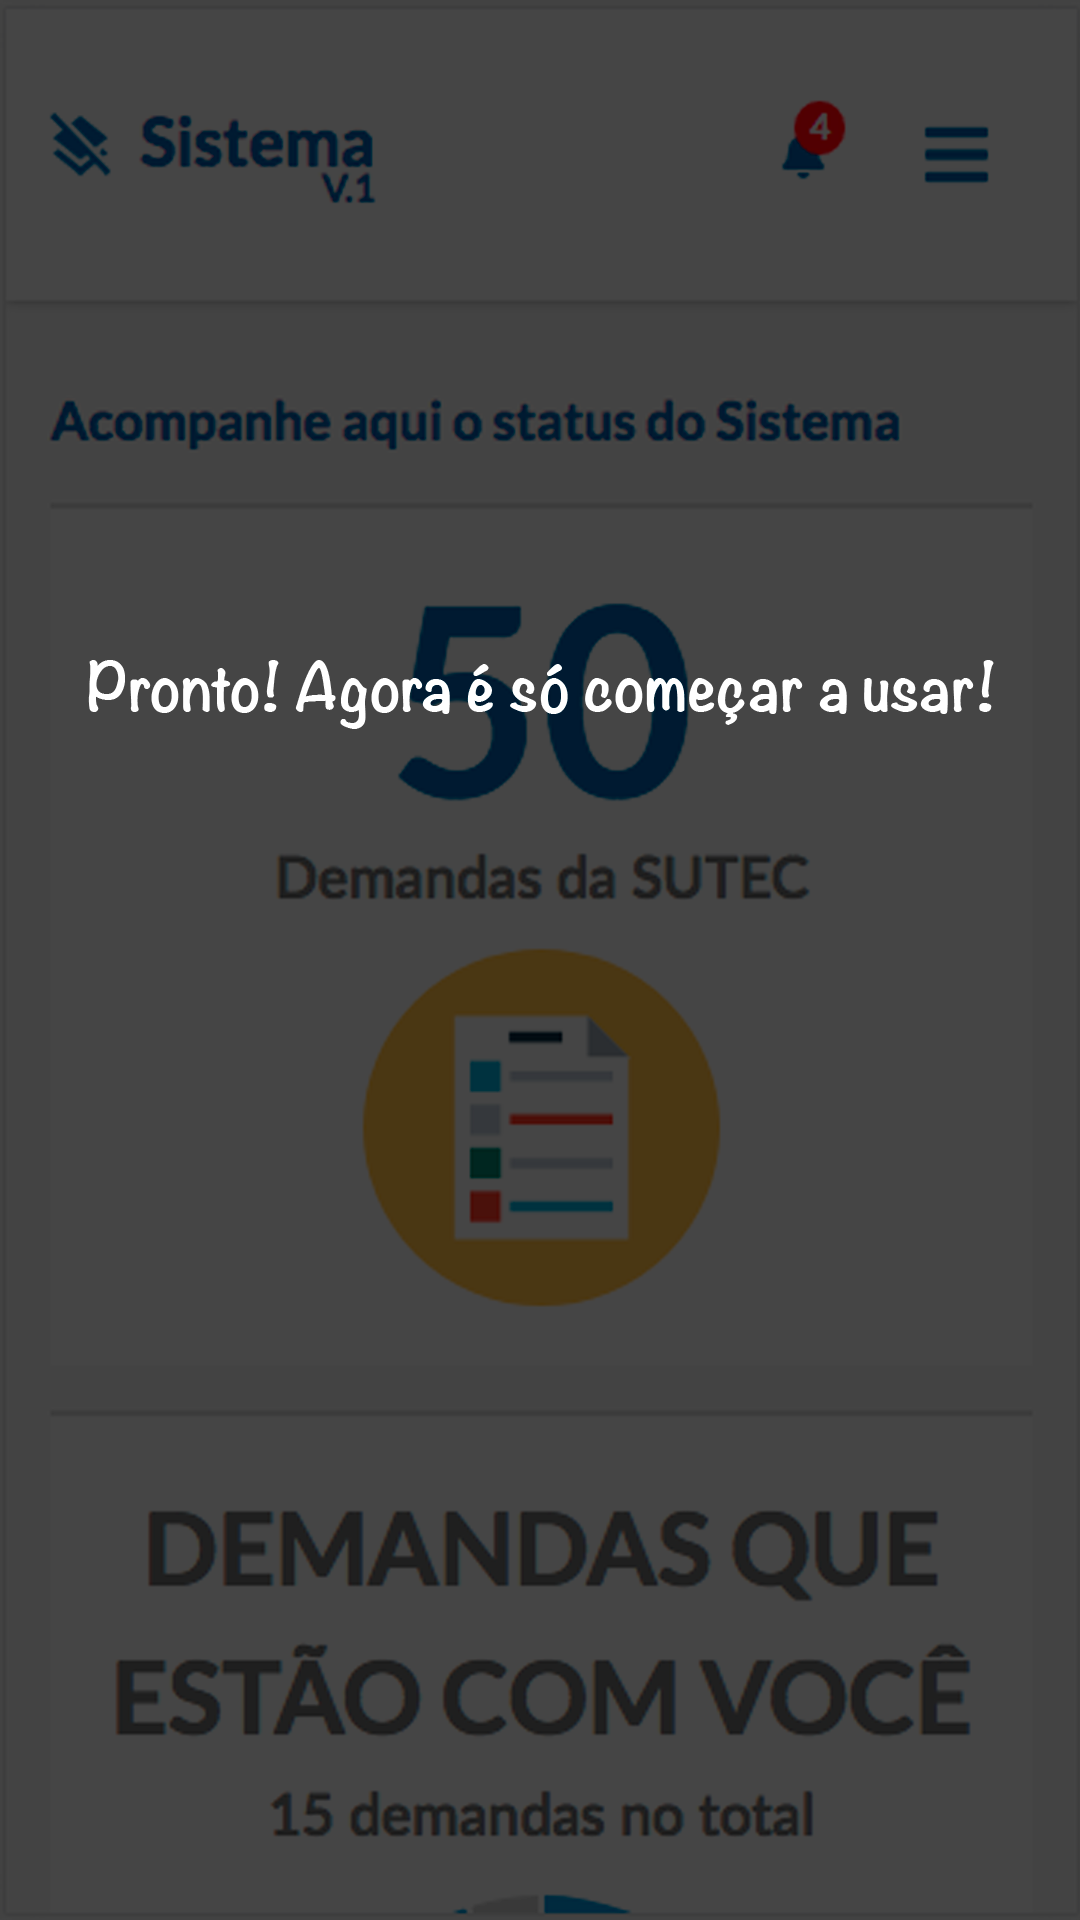 Sistema
V.1
4
Acompanhe aqui o status do Sistema
50
Pronto! Agora é só começar a usar!
Demandas da SUTEC
DEMANDAS QUE
ESTÃO COM VOCÊ
15 demandas no total